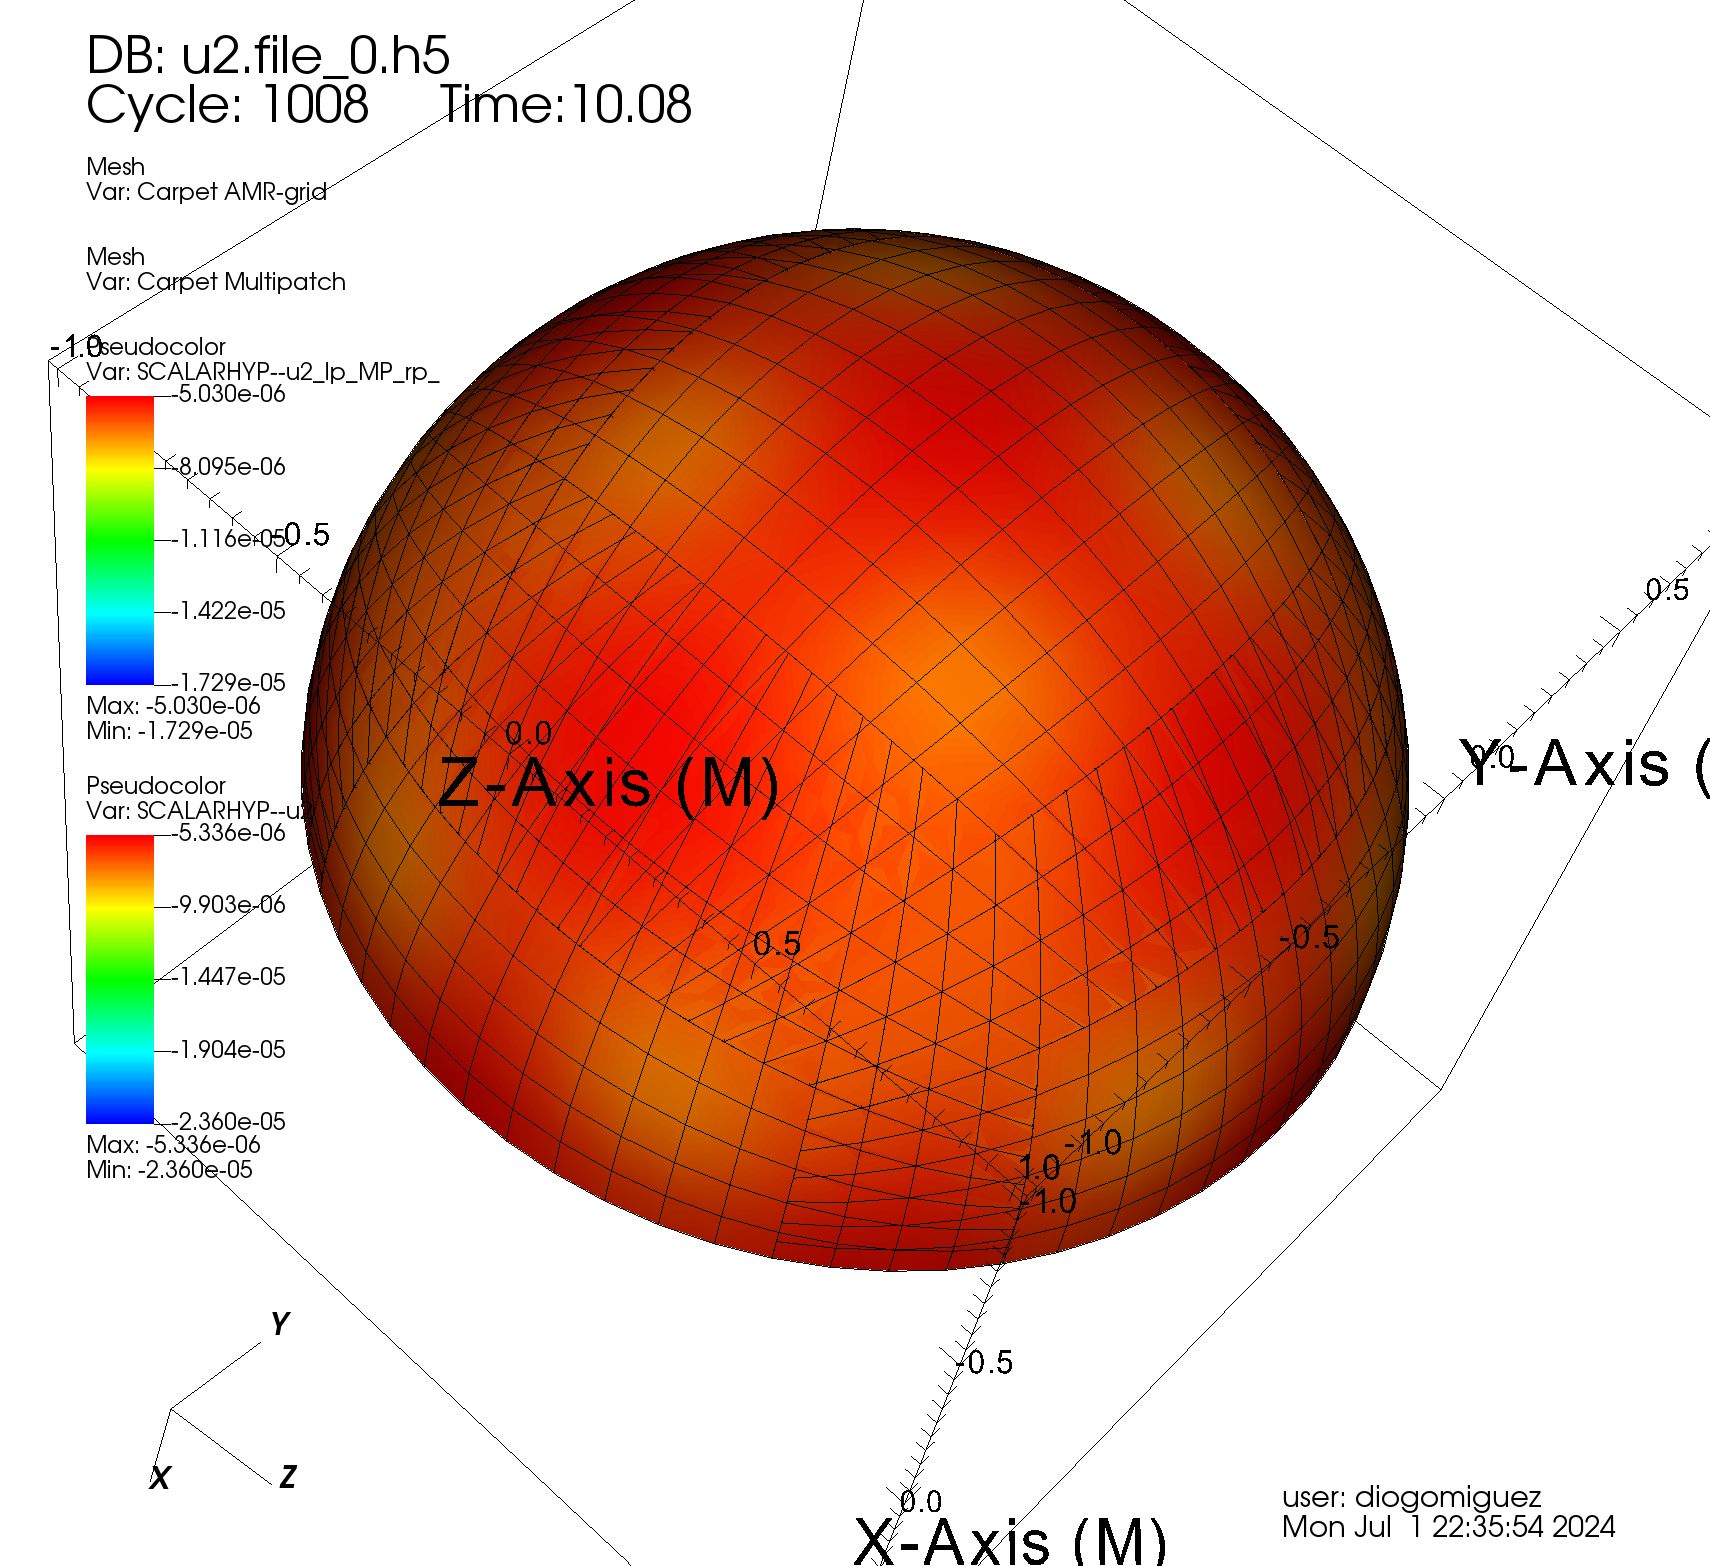 DB: u2.file_0.h5
Cycle: 1008 Time:10.08
Mesh
Var: Carpet AMR-grid
Mesh
Var: Carpet Multipatch
Pseudocolor
Var: SCALARHYP--u2_lp_MP_rp_
-5.030e-06
-8.095e-06
-1.116e-05
-1.422e-05
-1.729e-05
Max: -5.030e-06
Min: -1.729e-05
Pseudocolor
Var: SCALARHYP--u2
-5.336e-06
-9.903e-06
-1.447e-05
-1.904e-05
-2.360e-05
Max: -5.336e-06
Min: -2.360e-05
-1.0
-0.5
0.0
Z-Axis (M)
0.5
1.0
0.5
0.0
Y-Axis (
-0.5
-1.0
-1.0
-0.5
0.0
X-Axis (M)
Y
X
Z
user: diogomiguez
Mon Jul 1 22:35:54 2024